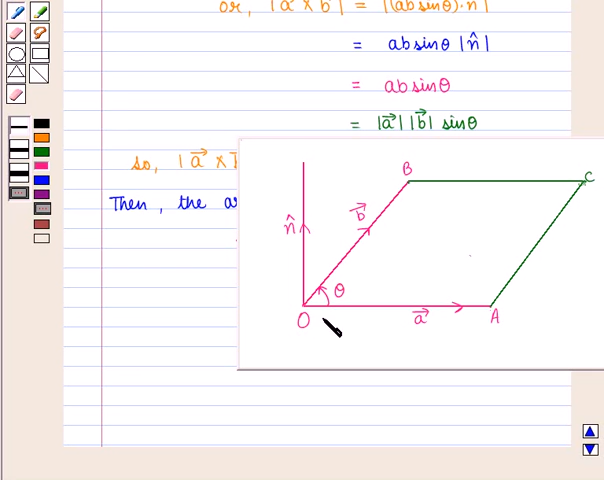 or, |a⃗ × b⃗| = |(ab sinθ)·n̂|
= ab sinθ |n̂|
= ab sinθ
= |a⃗| |b⃗| sinθ
so, | a⃗ ×
Then, the
B
C
b⃗
n̂
θ
O
a⃗
A